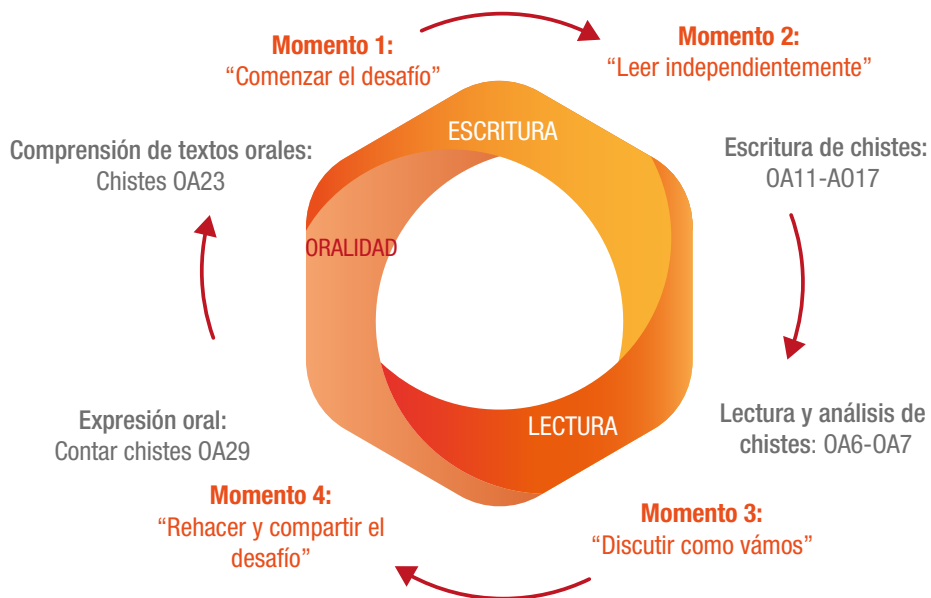 Momento 1:
“Comenzar el desafío”
Momento 2:
“Leer independientemente”
ESCRITURA
Comprensión de textos orales:
Chistes OA23
Escritura de chistes:
OA11-AO17
ORALIDAD
Expresión oral:
Contar chistes OA29
LECTURA
Lectura y análisis de
chistes: OA6-OA7
Momento 4:
“Rehacer y compartir el
desafío”
Momento 3:
“Discutir como vámos”